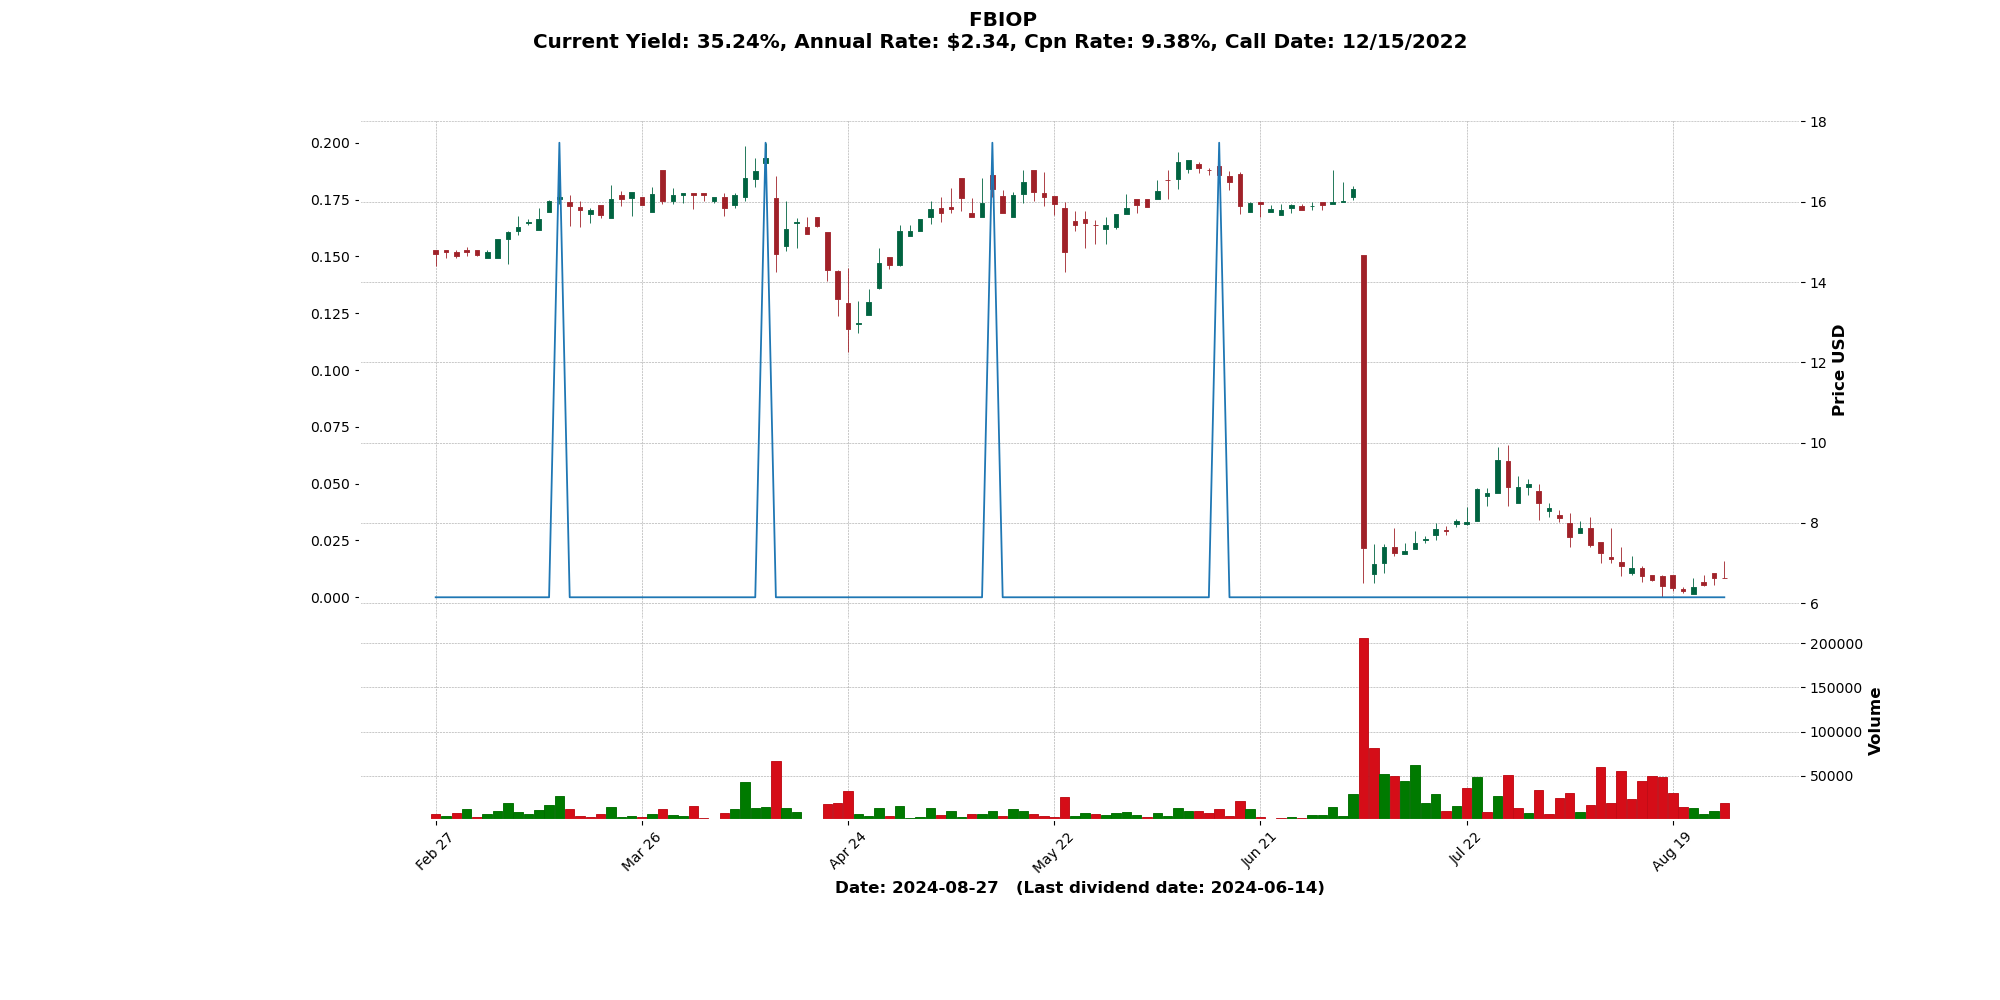 FBIOP
Current Yield: 35.24%, Annual Rate: $2.34, Cpn Rate: 9.38%, Call Date: 12/15/2022
0.200
0.175
0.150
0.125
0.100
0.075
0.050
0.025
0.000
18
16
14
12
10
8
6
Price USD
200000
150000
100000
50000
Volume
Feb 27
Mar 26
Apr 24
May 22
Jun 21
Jul 22
Aug 19
Date: 2024-08-27 (Last dividend date: 2024-06-14)